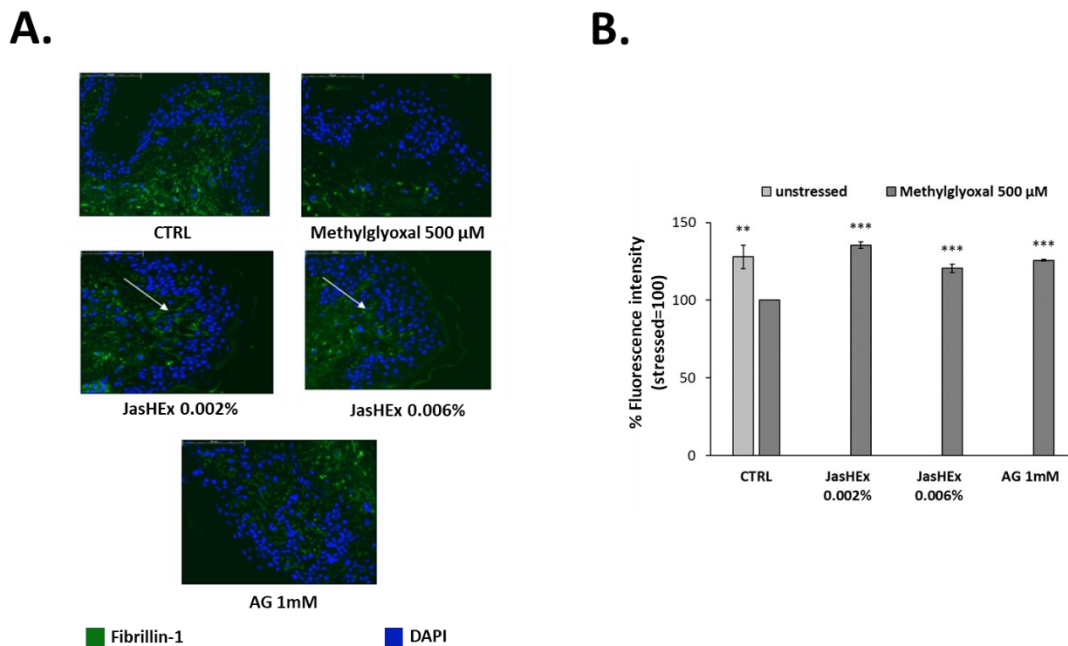 A.
B.
CTRL
Methylglyoxal 500 μM
JasHEx 0.002%
JasHEx 0.006%
AG 1mM
Fibrillin-1
DAPI
unstressed
Methylglyoxal 500 μM
% Fluorescence intensity
(stressed=100)
150
100
50
0
**
***
***
***
CTRL
JasHEx
0.002%
JasHEx
0.006%
AG 1mM